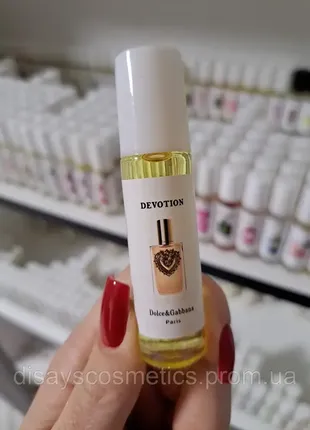 DEVOTION
Dolce&Gabbana
Paris
disayscosmetics.prom.ua